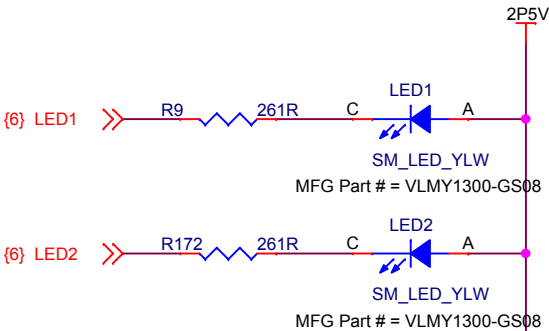 2P5V
LED1
{6} LED1 R9 261R C A
SM_LED_YLW
MFG Part # = VLMY1300-GS08
LED2
{6} LED2 R172 261R C A
SM_LED_YLW
MFG Part # = VLMY1300-GS08